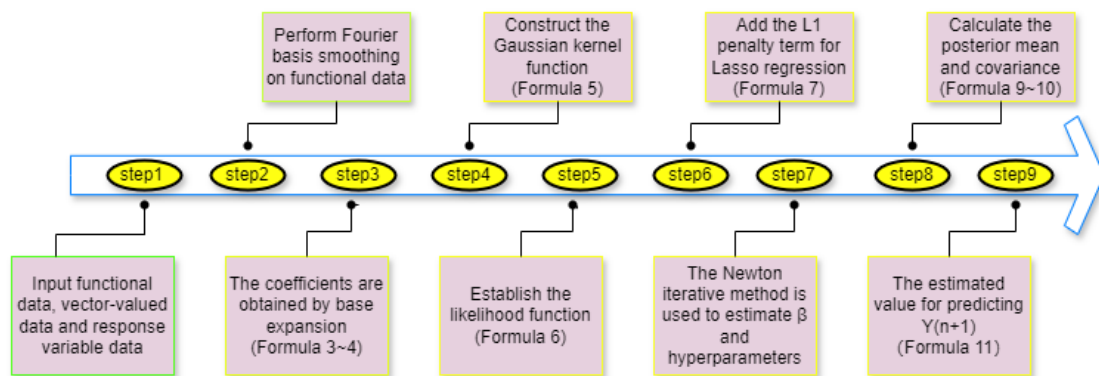 Perform Fourier
basis smoothing
on functional data
Construct the
Gaussian kernel
function
(Formula 5)
Add the L1
penalty term for
Lasso regression
(Formula 7)
Calculate the
posterior mean
and covariance
(Formula 9~10)
step1
step2
step3
step4
step5
step6
step7
step8
step9
Input functional
data, vector-valued
data and response
variable data
The coefficients are
obtained by base
expansion
(Formula 3~4)
Establish the
likelihood function
(Formula 6)
The Newton
iterative method is
used to estimate β
and
hyperparameters
The estimated
value for predicting
Y(n+1)
(Formula 11)